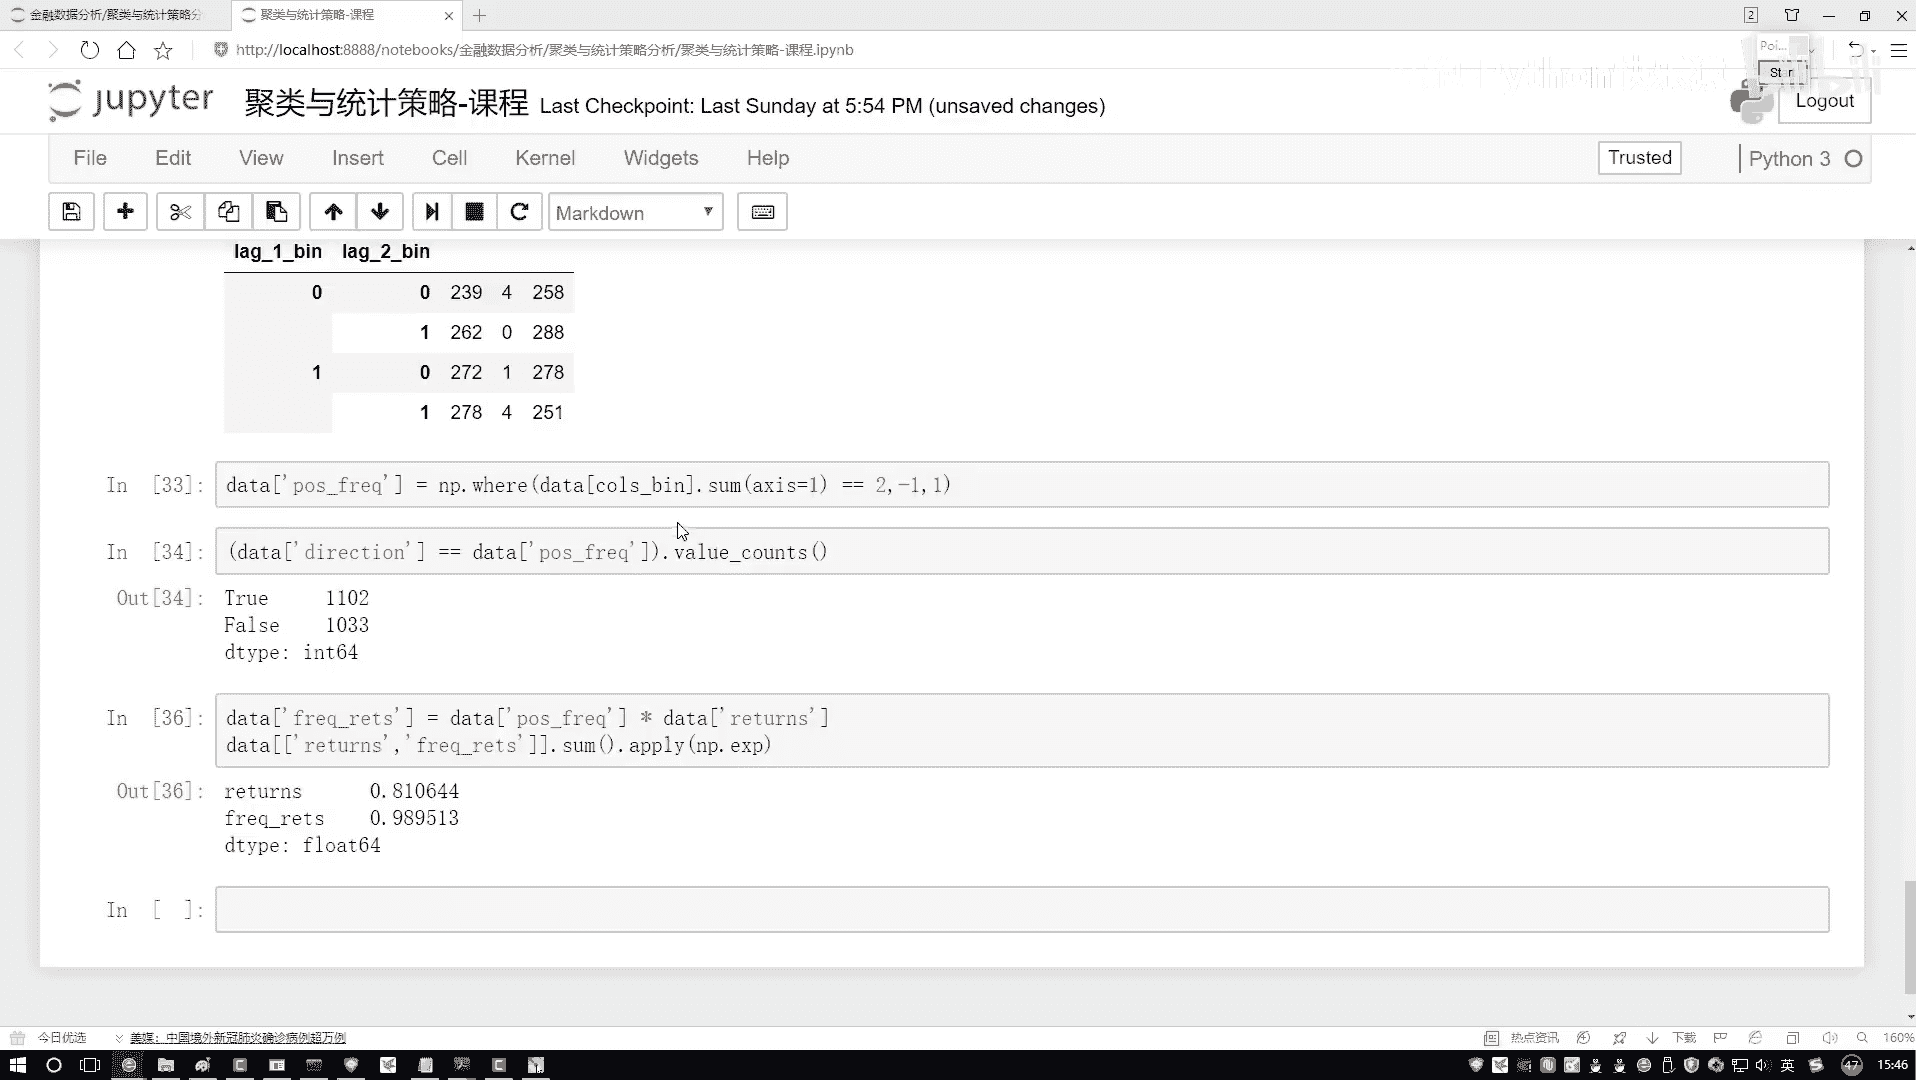 金融数据分析/聚类与统计策略分
聚类与统计策略-课程
2
http://localhost:8888/notebooks/金融数据分析/聚类与统计策略分析/聚类与统计策略-课程.ipynb
Poi...
jupyter 聚类与统计策略-课程 Last Checkpoint: Last Sunday at 5:54 PM (unsaved changes)
Logout
File Edit View Insert Cell Kernel Widgets Help
Trusted
Python 3
Markdown
lag_1_bin lag_2_bin
0 0 239 4 258
1 262 0 288
1 0 272 1 278
1 278 4 251
In [33]: data['pos_freq'] = np.where(data[cols_bin].sum(axis=1) == 2,-1,1)
In [34]: (data['direction'] == data['pos_freq']).value_counts()
Out[34]: True 1102
False 1033
dtype: int64
In [36]: data['freq_rets'] = data['pos_freq'] * data['returns']
data[['returns','freq_rets']].sum().apply(np.exp)
Out[36]: returns 0.810644
freq_rets 0.989513
dtype: float64
In [ ]:
今日优选
美媒：中国境外新冠肺炎确诊病例超万例
热点资讯
下载
160%
英
47
15:46